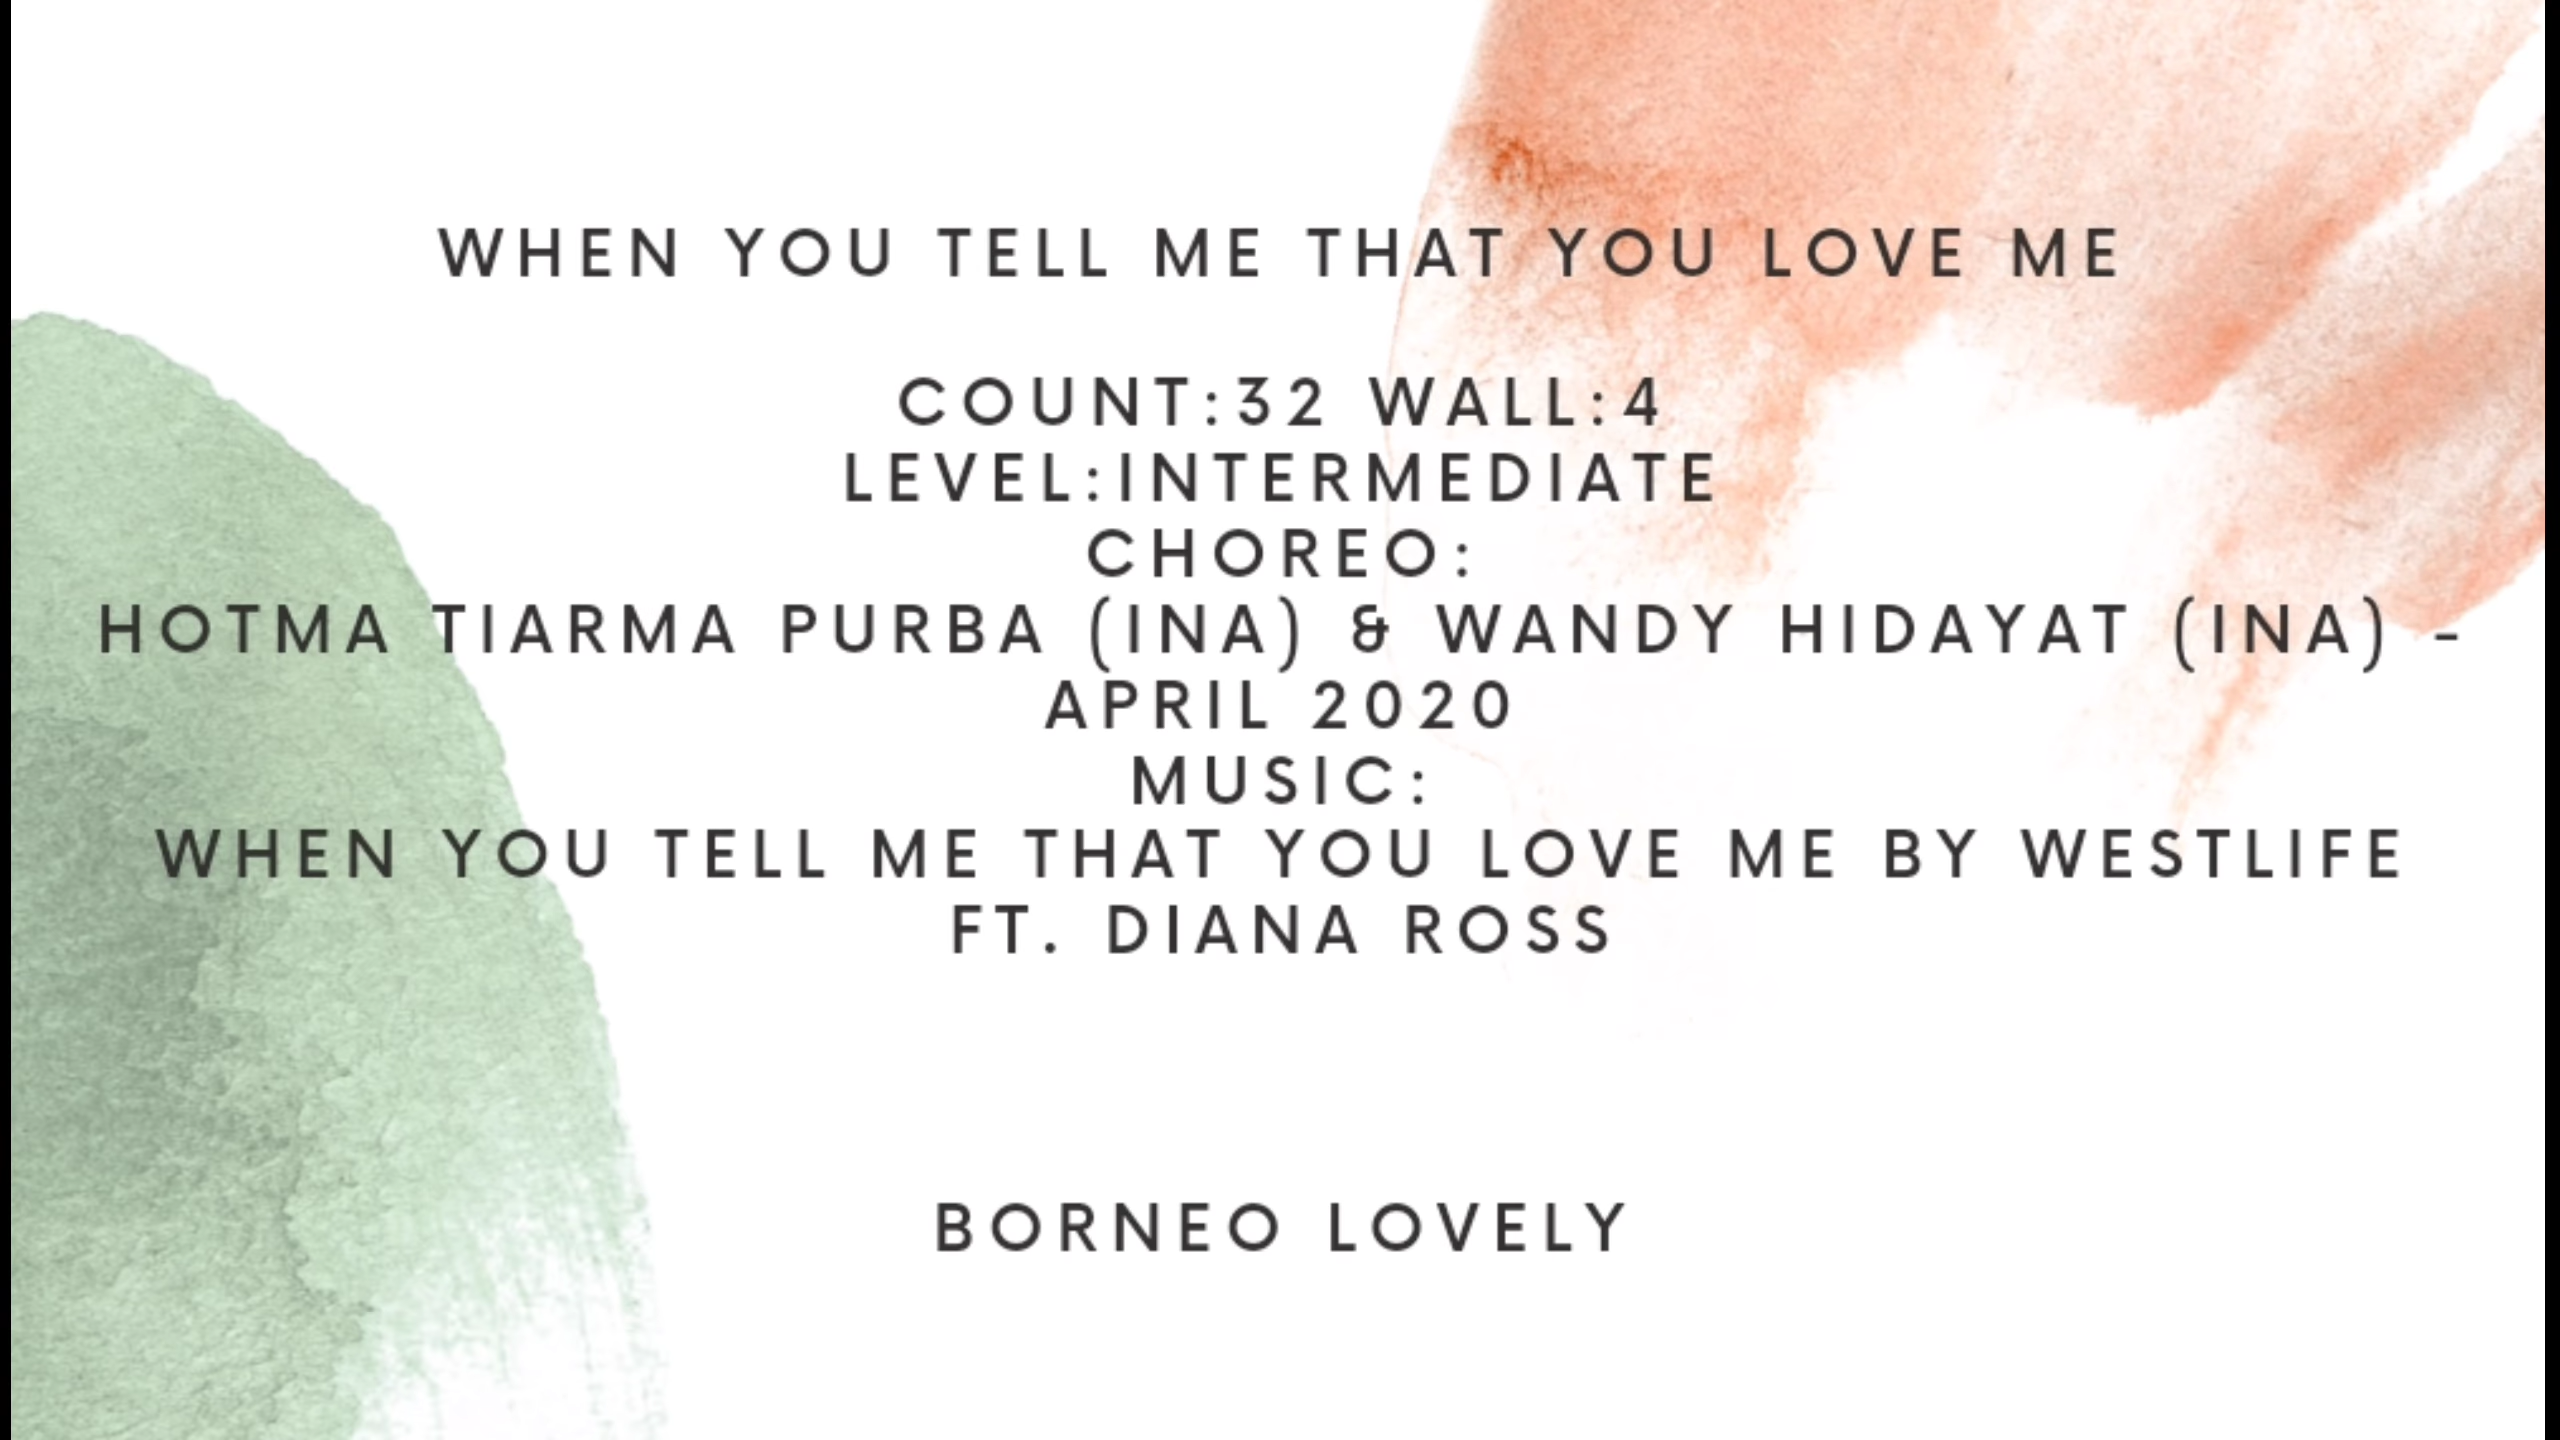 WHEN YOU TELL ME THAT YOU LOVE ME
COUNT:32 WALL:4
LEVEL:INTERMEDIATE
CHOREO:
HOTMA TIARMA PURBA (INA) & WANDY HIDAYAT (INA) -
APRIL 2020
MUSIC:
WHEN YOU TELL ME THAT YOU LOVE ME BY WESTLIFE
FT. DIANA ROSS
BORNEO LOVELY